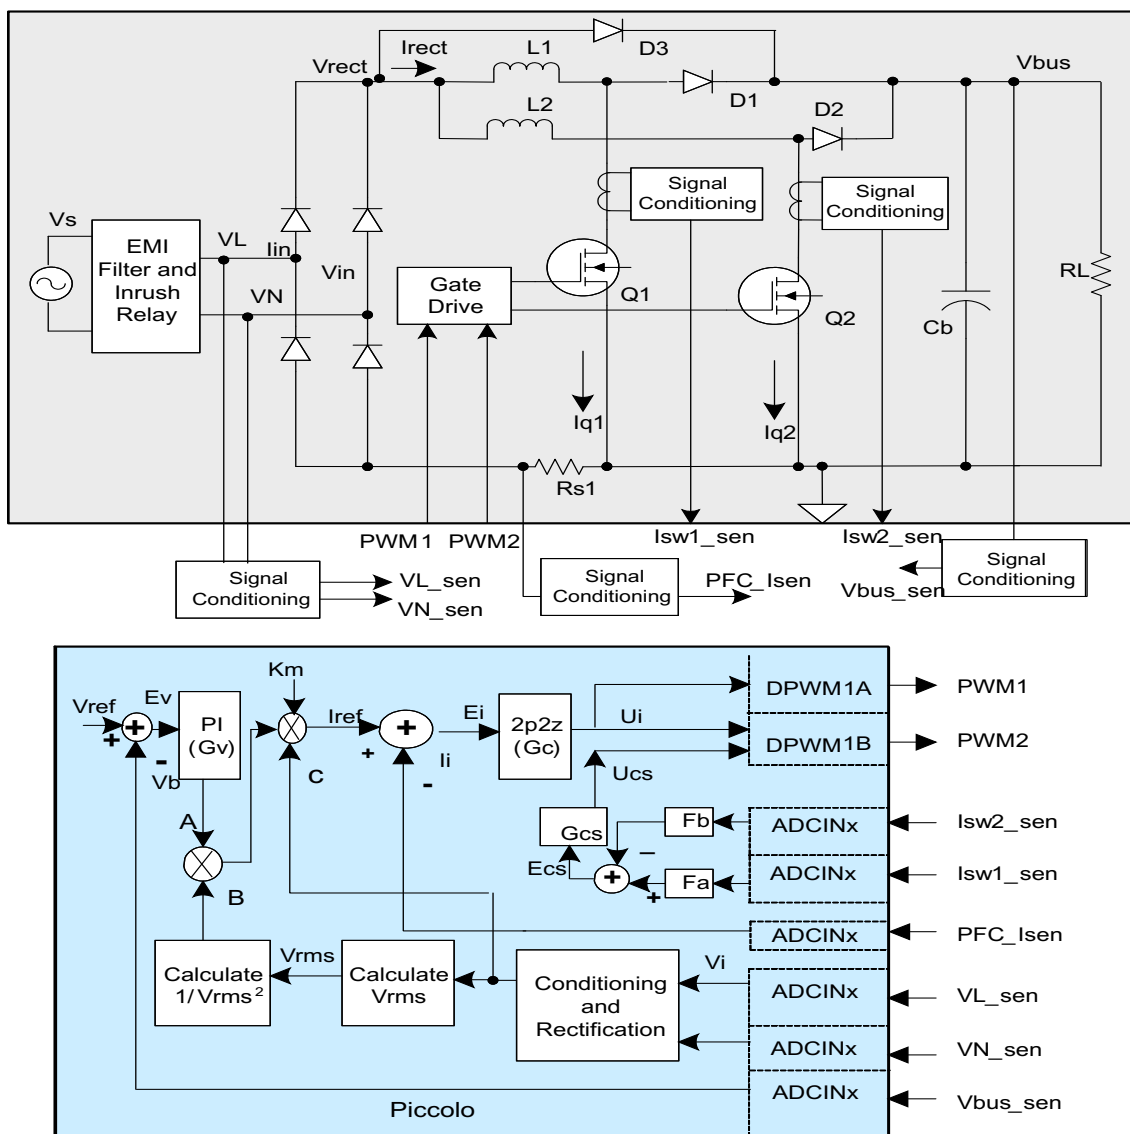 Irect
L1
D3
Vrect
Vbus
D1
L2
D2
Signal
Conditioning
Signal
Conditioning
Vs
VL
Iin
EMI
Filter and
Inrush
Relay
Vin
VN
Gate
Drive
Q1
Q2
RL
Cb
Iq1
Iq2
Rs1
PWM1
PWM2
Isw1_sen
Isw2_sen
Signal
Conditioning
VL_sen
VN_sen
Signal
Conditioning
PFC_Isen
Vbus_sen
Signal
Conditioning
Km
Vref
Ev
PI
(Gv)
Iref
Ei
2p2z
(Gc)
Ui
DPWM1A
PWM1
+
+
-
Vb
+
+
-
Ii
C
DPWM1B
PWM2
Ucs
A
Gcs
Fb
ADCINx
Isw2_sen
B
Ecs
–
+
+
Fa
ADCINx
Isw1_sen
ADCINx
PFC_Isen
Calculate
1/Vrms²
Vrms
Calculate
Vrms
Conditioning
and
Rectification
Vi
ADCINx
VL_sen
ADCINx
VN_sen
ADCINx
Vbus_sen
Piccolo